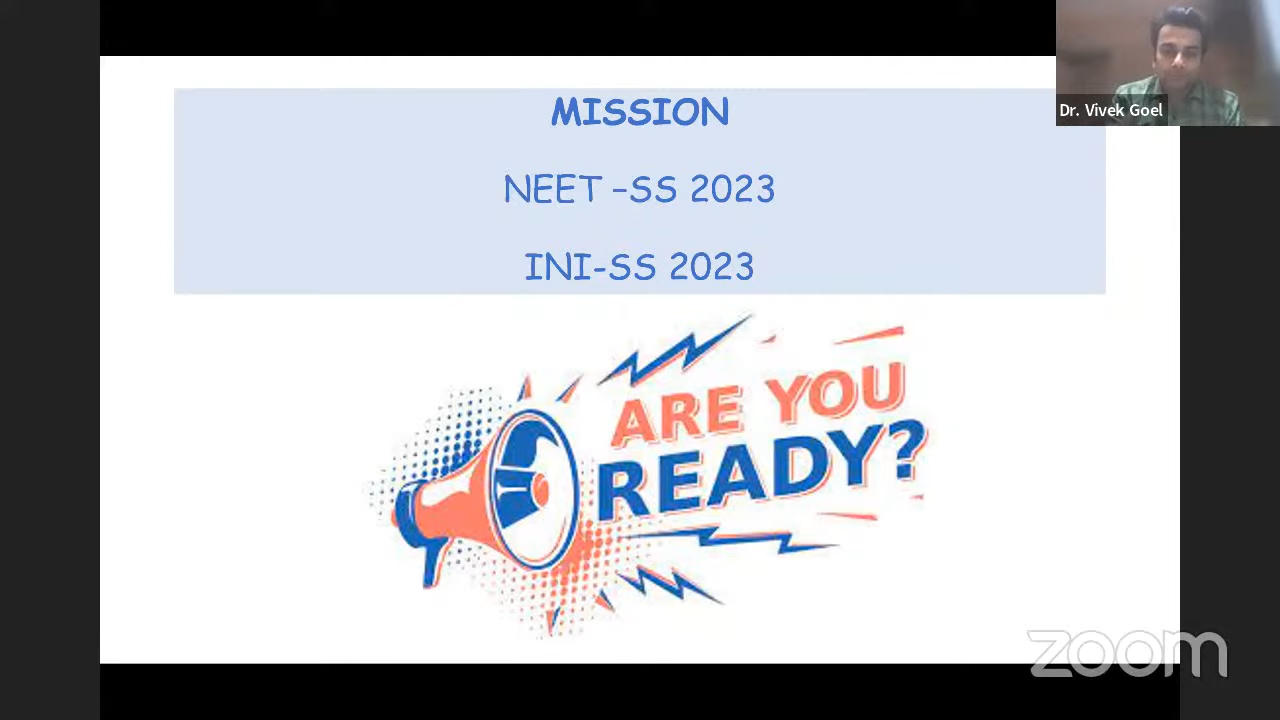 MISSION
NEET –SS 2023
INI-SS 2023
Dr. Vivek Goel
ARE YOU
READY?
zoom